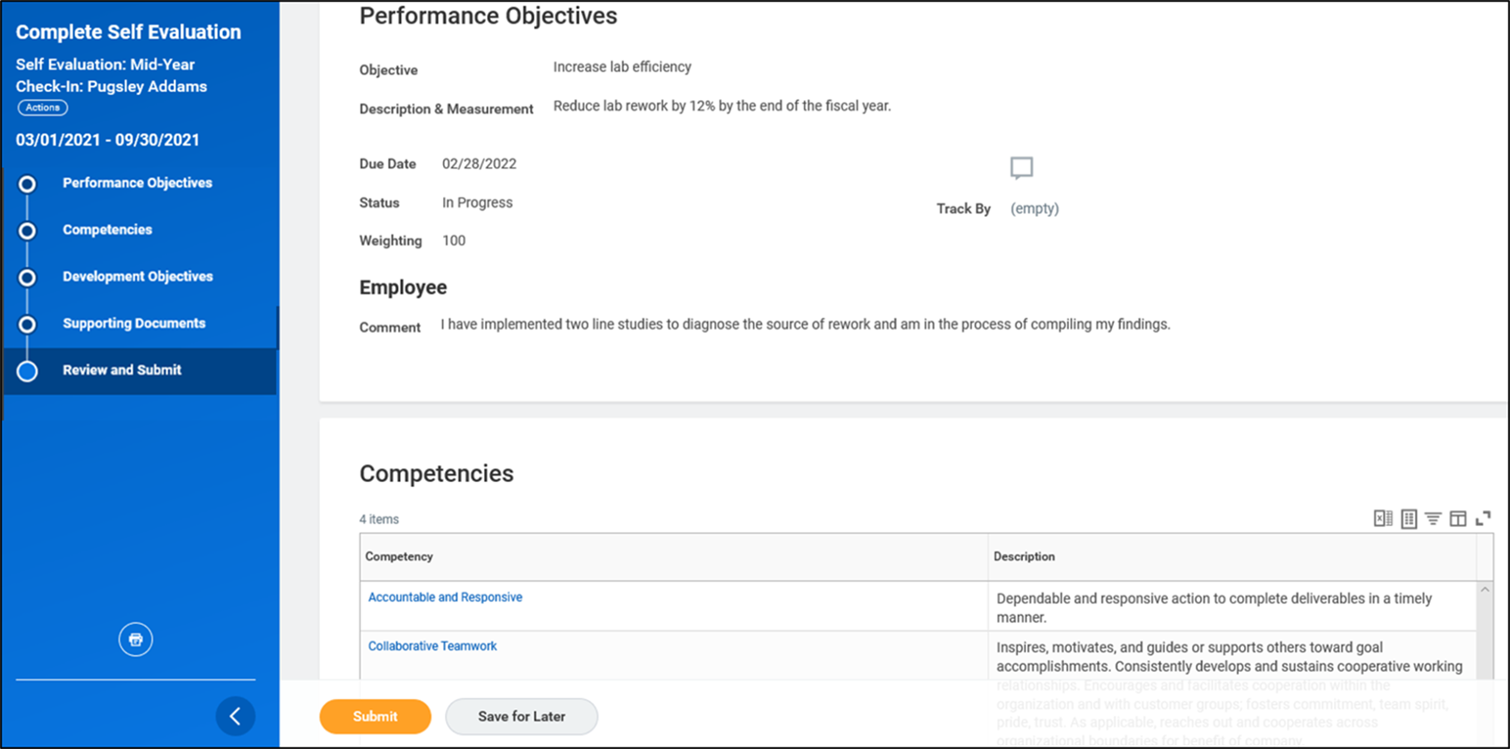 Complete Self Evaluation
Self Evaluation: Mid-Year
Check-In: Pugsley Addams
Actions
03/01/2021 - 09/30/2021
Performance Objectives
Competencies
Development Objectives
Supporting Documents
Review and Submit
Performance Objectives
Objective Increase lab efficiency
Description & Measurement Reduce lab rework by 12% by the end of the fiscal year.
Due Date 02/28/2022
Status In Progress
Track By (empty)
Weighting 100
Employee
Comment I have implemented two line studies to diagnose the source of rework and am in the process of compiling my findings.
Competencies
4 items
Competency Description
Accountable and Responsive Dependable and responsive action to complete deliverables in a timely
manner.
Collaborative Teamwork Inspires, motivates, and guides or supports others toward goal
accomplishments. Consistently develops and sustains cooperative working
relationships. Encourages and facilitates cooperation within the
organization and with customer groups; fosters commitment, team spirit,
pride, trust. As applicable, reaches out and cooperates across
organizational boundaries for benefit of company.
Submit Save for Later